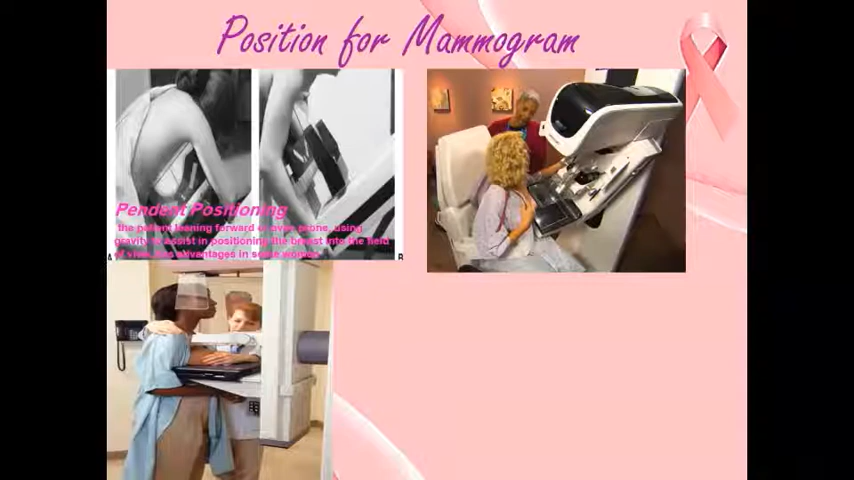 Position for Mammogram
Pendent Positioning
the patient leaning forward or even prone, using
gravity to assist in positioning the breast into the field
of view, has advantages in some women
A
B